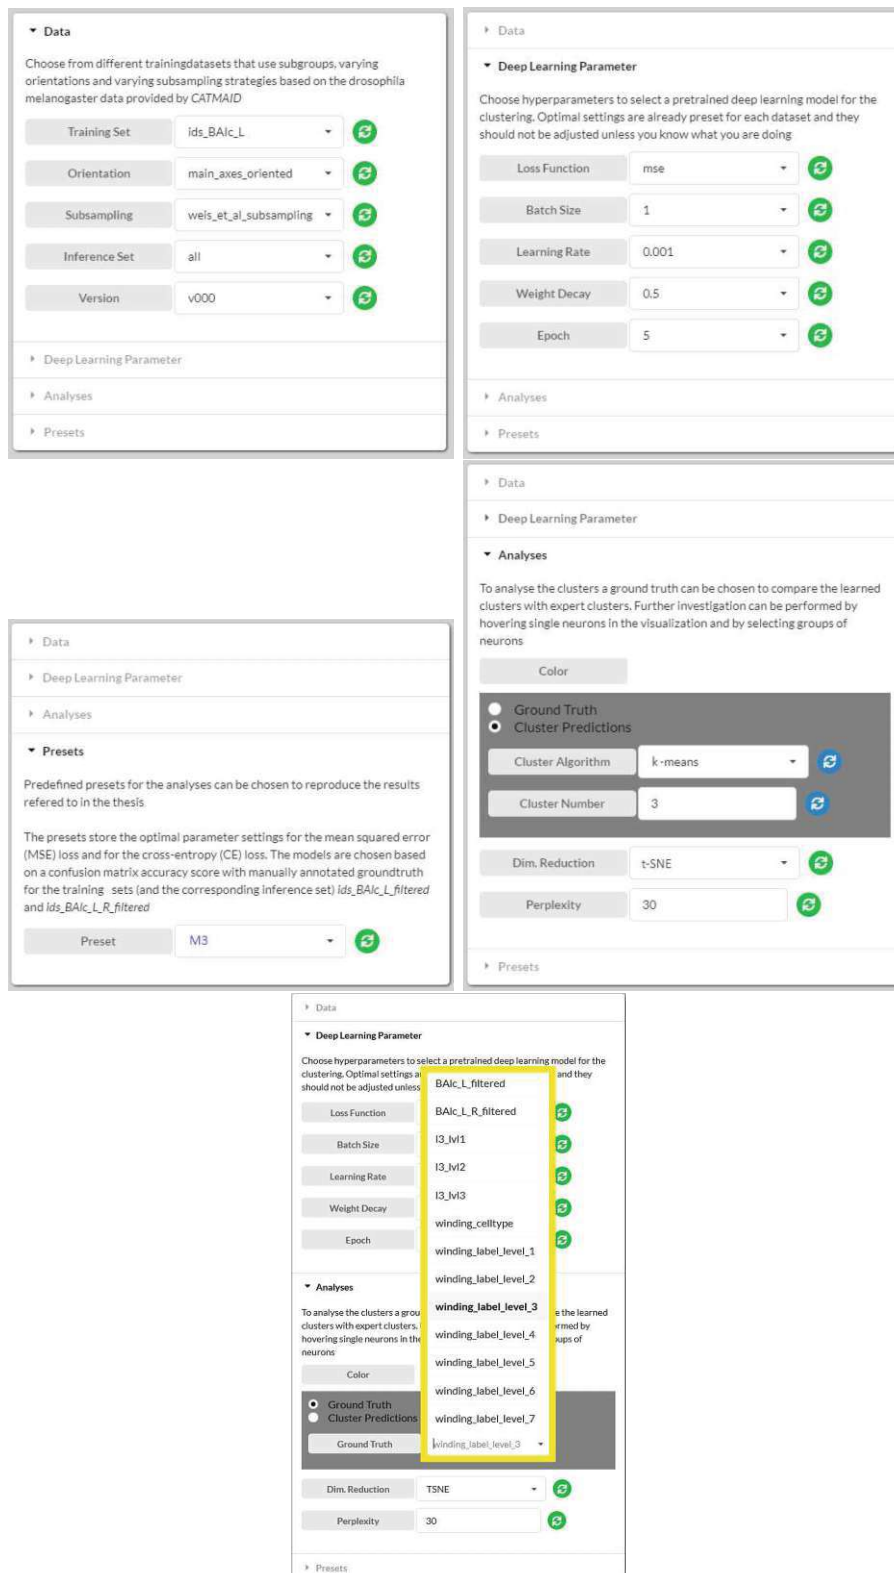 Data
Choose from different trainingdatasets that use subgroups, varying
orientations and varying subsampling strategies based on the drosophila
melanogaster data provided by CATMAID
Training Set ids_BAlc_L
Orientation main_axes_oriented
Subsampling weis_et_al_subsampling
Inference Set all
Version v000
Deep Learning Parameter
Analyses
Presets
Data
Deep Learning Parameter
Choose hyperparameters to select a pretrained deep learning model for the
clustering. Optimal settings are already preset for each dataset and they
should not be adjusted unless you know what you are doing
Loss Function mse
Batch Size 1
Learning Rate 0.001
Weight Decay 0.5
Epoch 5
Analyses
Presets
Data
Deep Learning Parameter
Analyses
Presets
Predefined presets for the analyses can be chosen to reproduce the results
refered to in the thesis
The presets store the optimal parameter settings for the mean squared error
(MSE) loss and for the cross-entropy (CE) loss. The models are chosen based
on a confusion matrix accuracy score with manually annotated groundtruth
for the training sets (and the corresponding inference set) ids_BAlc_L_filtered
and ids_BAlc_L_R_filtered
Preset M3
Data
Deep Learning Parameter
Analyses
To analyse the clusters a ground truth can be chosen to compare the learned
clusters with expert clusters. Further investigation can be performed by
hovering single neurons in the visualization and by selecting groups of
neurons
Color
Ground Truth
Cluster Predictions
Cluster Algorithm k-means
Cluster Number 3
Dim. Reduction t-SNE
Perplexity 30
Presets
Data
Deep Learning Parameter
Choose hyperparameters to select a pretrained deep learning model for the
clustering. Optimal settings a and they
should not be adjusted unles
Loss Function
Batch Size
Learning Rate
Weight Decay
Epoch
BAlc_L_filtered
BAlc_L_R_filtered
l3_lvl1
l3_lvl2
l3_lvl3
winding_celltype
winding_label_level_1
winding_label_level_2
winding_label_level_3
winding_label_level_4
winding_label_level_5
winding_label_level_6
winding_label_level_7
Analyses
To analyse the clusters a grou e the learned
clusters with expert clusters. rmed by
hovering single neurons in the ups of
neurons
Color
Ground Truth
Cluster Predictions
Ground Truth winding_label_level_3
Dim. Reduction TSNE
Perplexity 30
Presets